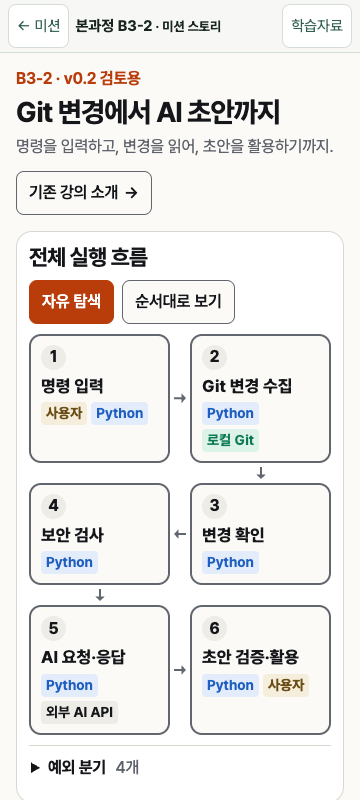 ← 미션
본과정 B3-2 · 미션 스토리
학습자료
B3-2 · v0.2 검토용
Git 변경에서 AI 초안까지
명령을 입력하고, 변경을 읽어, 초안을 활용하기까지.
기존 강의 소개 →
전체 실행 흐름
자유 탐색
순서대로 보기
1
명령 입력
사용자 Python
→
2
Git 변경 수집
Python
로컬 Git
↓
3
변경 확인
Python
←
4
보안 검사
Python
↓
5
AI 요청·응답
Python
외부 AI API
→
6
초안 검증·활용
Python 사용자
▶ 예외 분기 4개